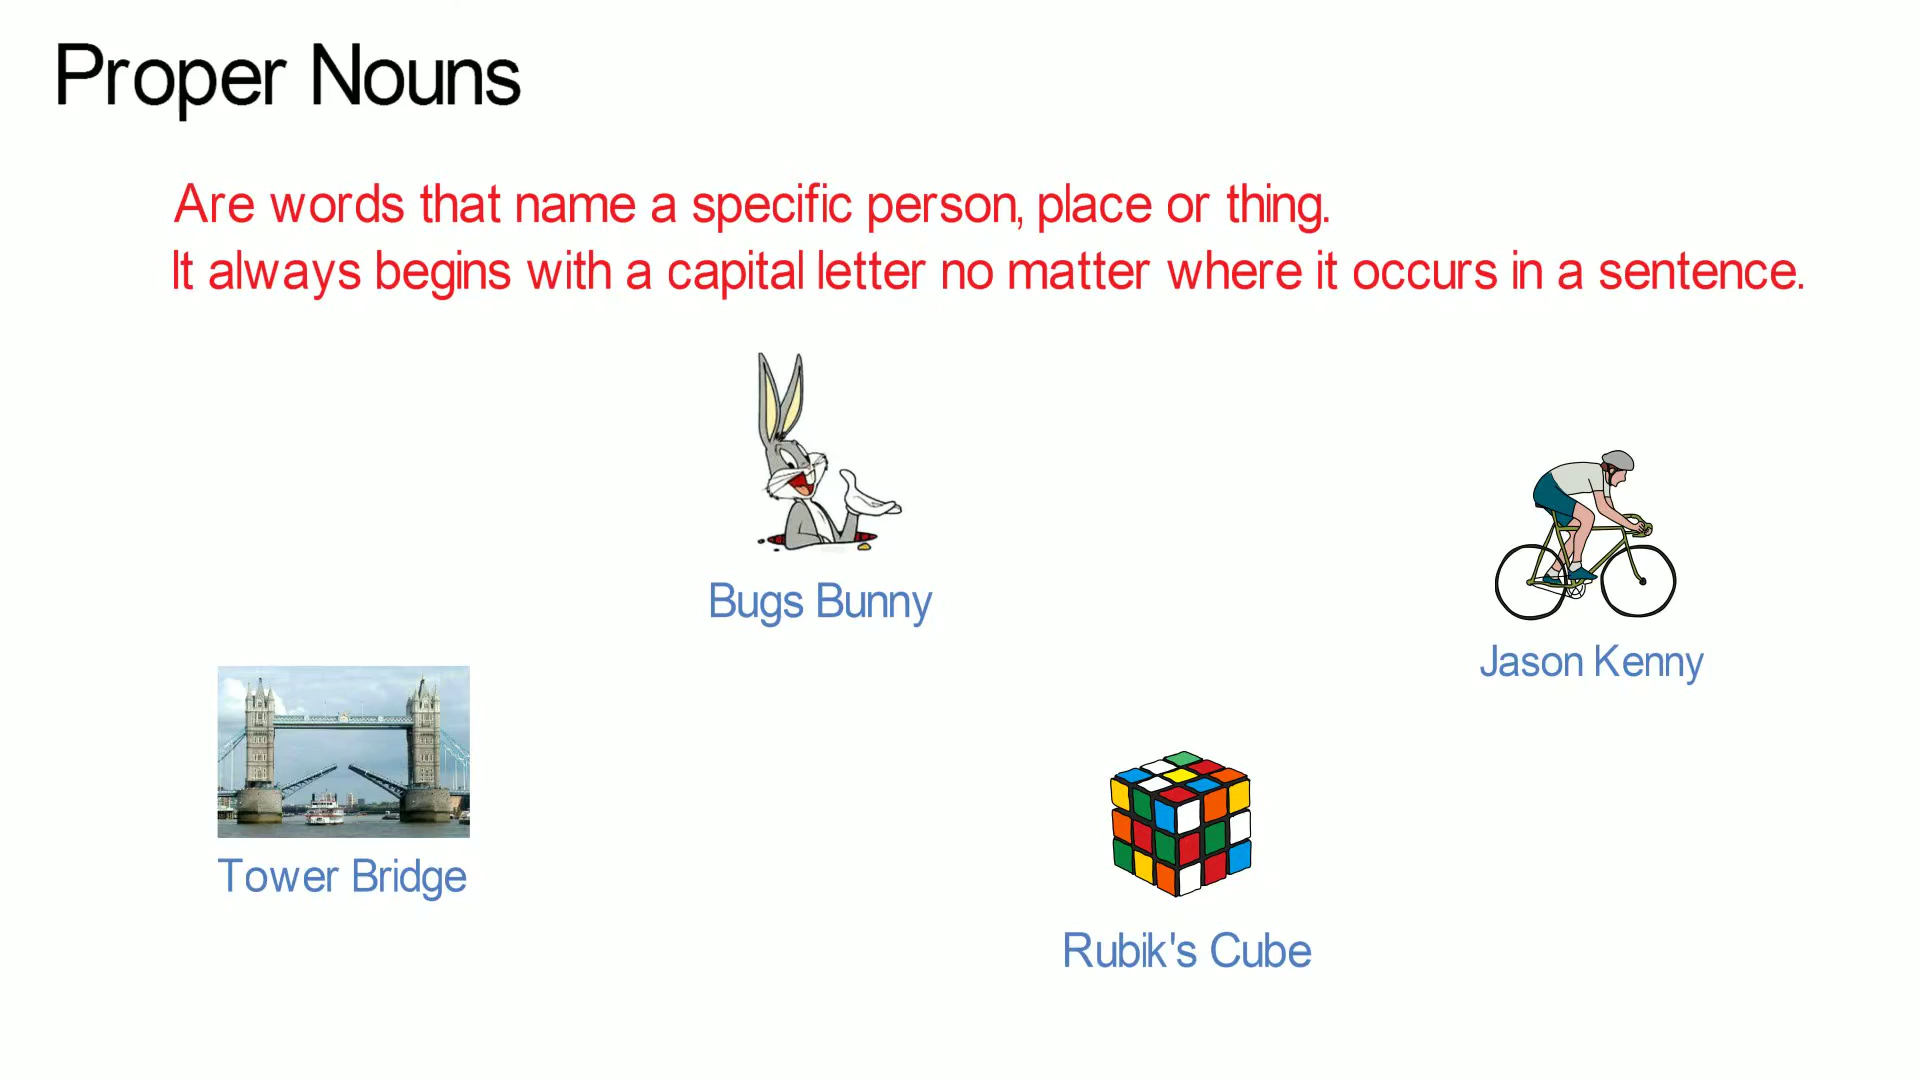 Proper Nouns
Are words that name a specific person, place or thing.
It always begins with a capital letter no matter where it occurs in a sentence.
Bugs Bunny
Jason Kenny
Tower Bridge
Rubik's Cube